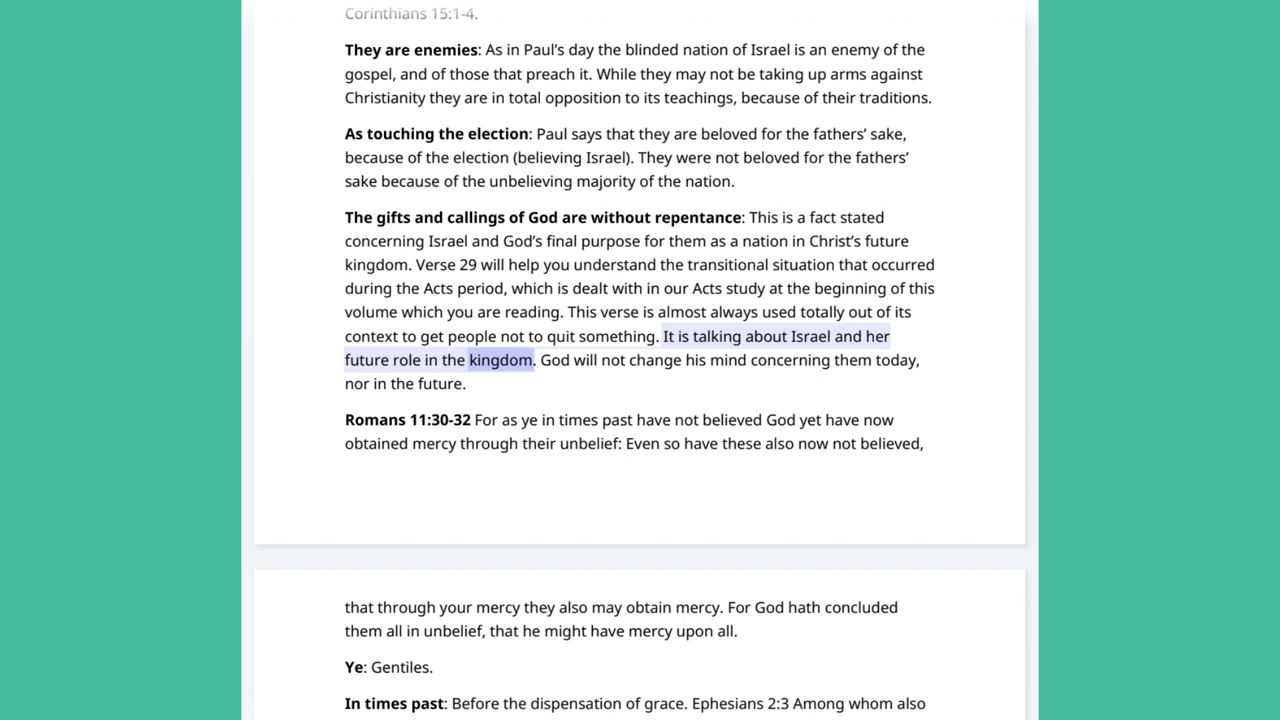 Corinthians 15:1-4.
They are enemies: As in Paul’s day the blinded nation of Israel is an enemy of the
gospel, and of those that preach it. While they may not be taking up arms against
Christianity they are in total opposition to its teachings, because of their traditions.
As touching the election: Paul says that they are beloved for the fathers’ sake,
because of the election (believing Israel). They were not beloved for the fathers’
sake because of the unbelieving majority of the nation.
The gifts and callings of God are without repentance: This is a fact stated
concerning Israel and God’s final purpose for them as a nation in Christ’s future
kingdom. Verse 29 will help you understand the transitional situation that occurred
during the Acts period, which is dealt with in our Acts study at the beginning of this
volume which you are reading. This verse is almost always used totally out of its
context to get people not to quit something. It is talking about Israel and her
future role in the kingdom. God will not change his mind concerning them today,
nor in the future.
Romans 11:30-32 For as ye in times past have not believed God yet have now
obtained mercy through their unbelief: Even so have these also now not believed,
that through your mercy they also may obtain mercy. For God hath concluded
them all in unbelief, that he might have mercy upon all.
Ye: Gentiles.
In times past: Before the dispensation of grace. Ephesians 2:3 Among whom also